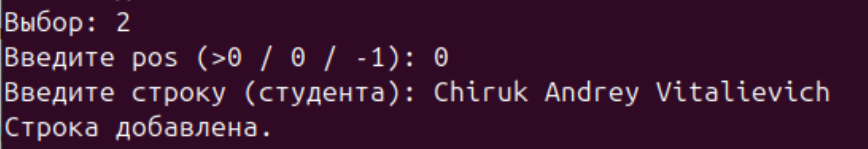 Выбор: 2
Введите pos (>0 / 0 / -1): 0
Введите строку (студента): Chiruk Andrey Vitalievich
Строка добавлена.